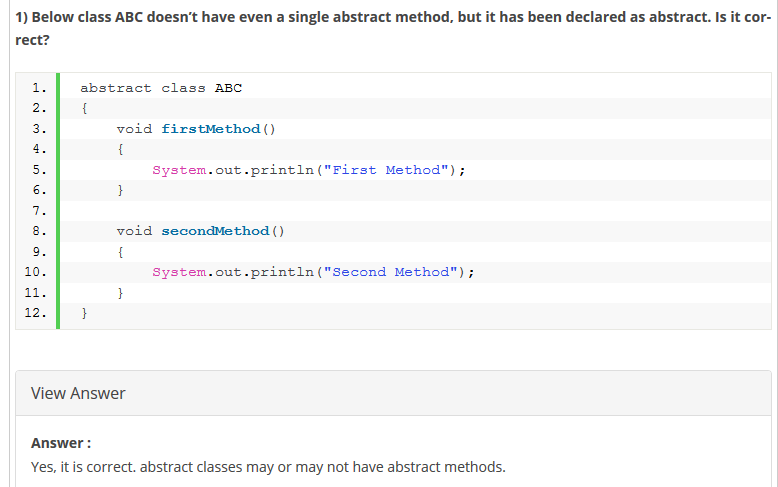 1) Below class ABC doesn’t have even a single abstract method, but it has been declared as abstract. Is it cor-
rect?
1. abstract class ABC
2. {
3. void firstMethod()
4. {
5. System.out.println("First Method");
6. }
7.
8. void secondMethod()
9. {
10. System.out.println("Second Method");
11. }
12. }
View Answer
Answer :
Yes, it is correct. abstract classes may or may not have abstract methods.